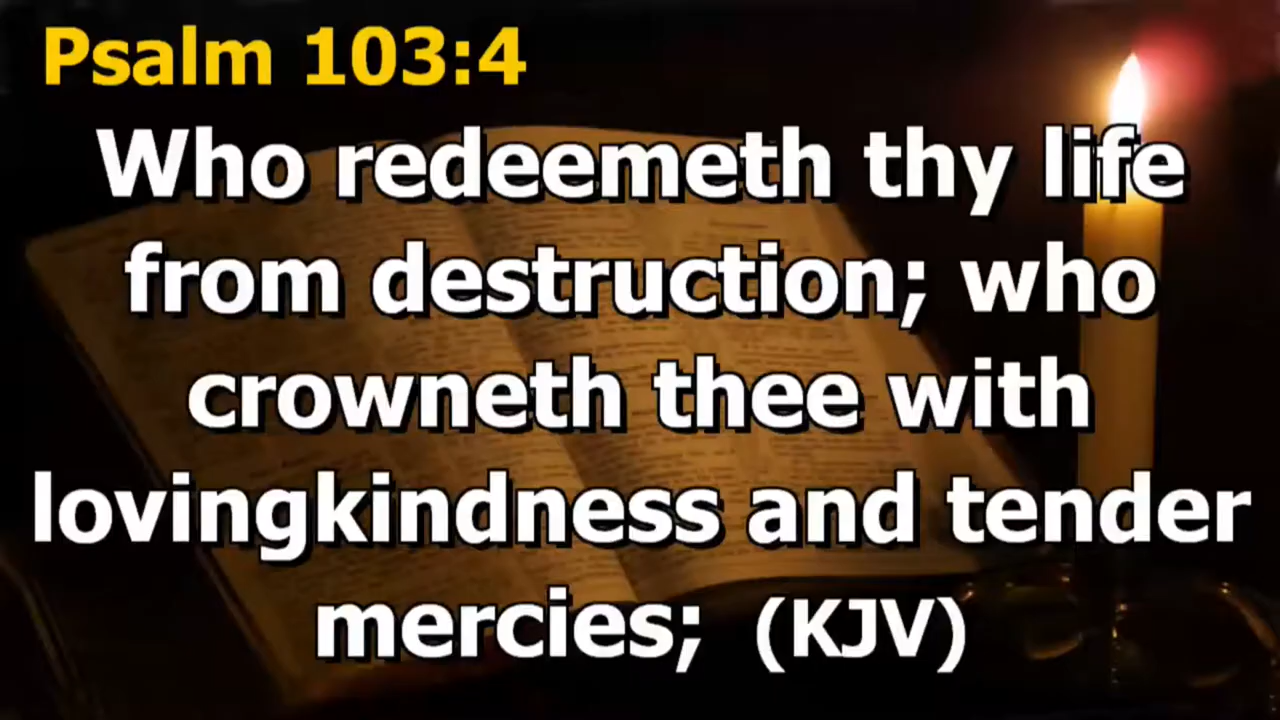 Psalm 103:4
Who redeemeth thy life
from destruction; who
crowneth thee with
lovingkindness and tender
mercies; (KJV)